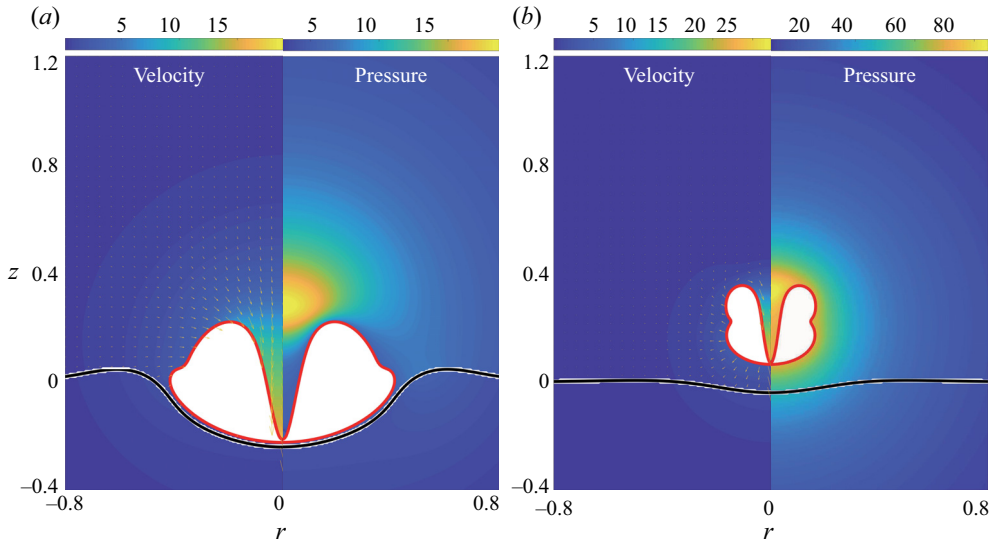 (a) (b)
5 10 15 5 10 15 5 10 15 20 25 20 40 60 80
1.2 Velocity Pressure 1.2 Velocity Pressure
0.8 0.8
z 0.4 0.4
0 0
–0.4 –0.4
–0.8 0 0.8 –0.8 0 0.8
r r